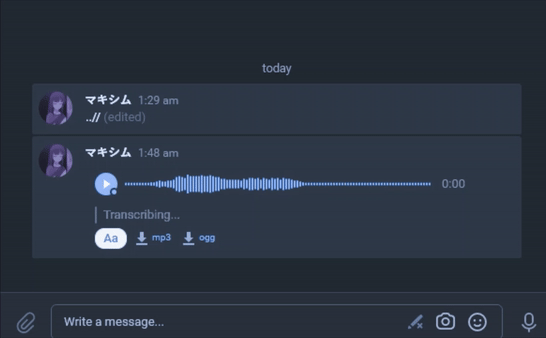 today
マキシム 1:29 am
..// (edited)
マキシム 1:48 am
0:00
Transcribing...
Aa mp3 ogg
Write a message...